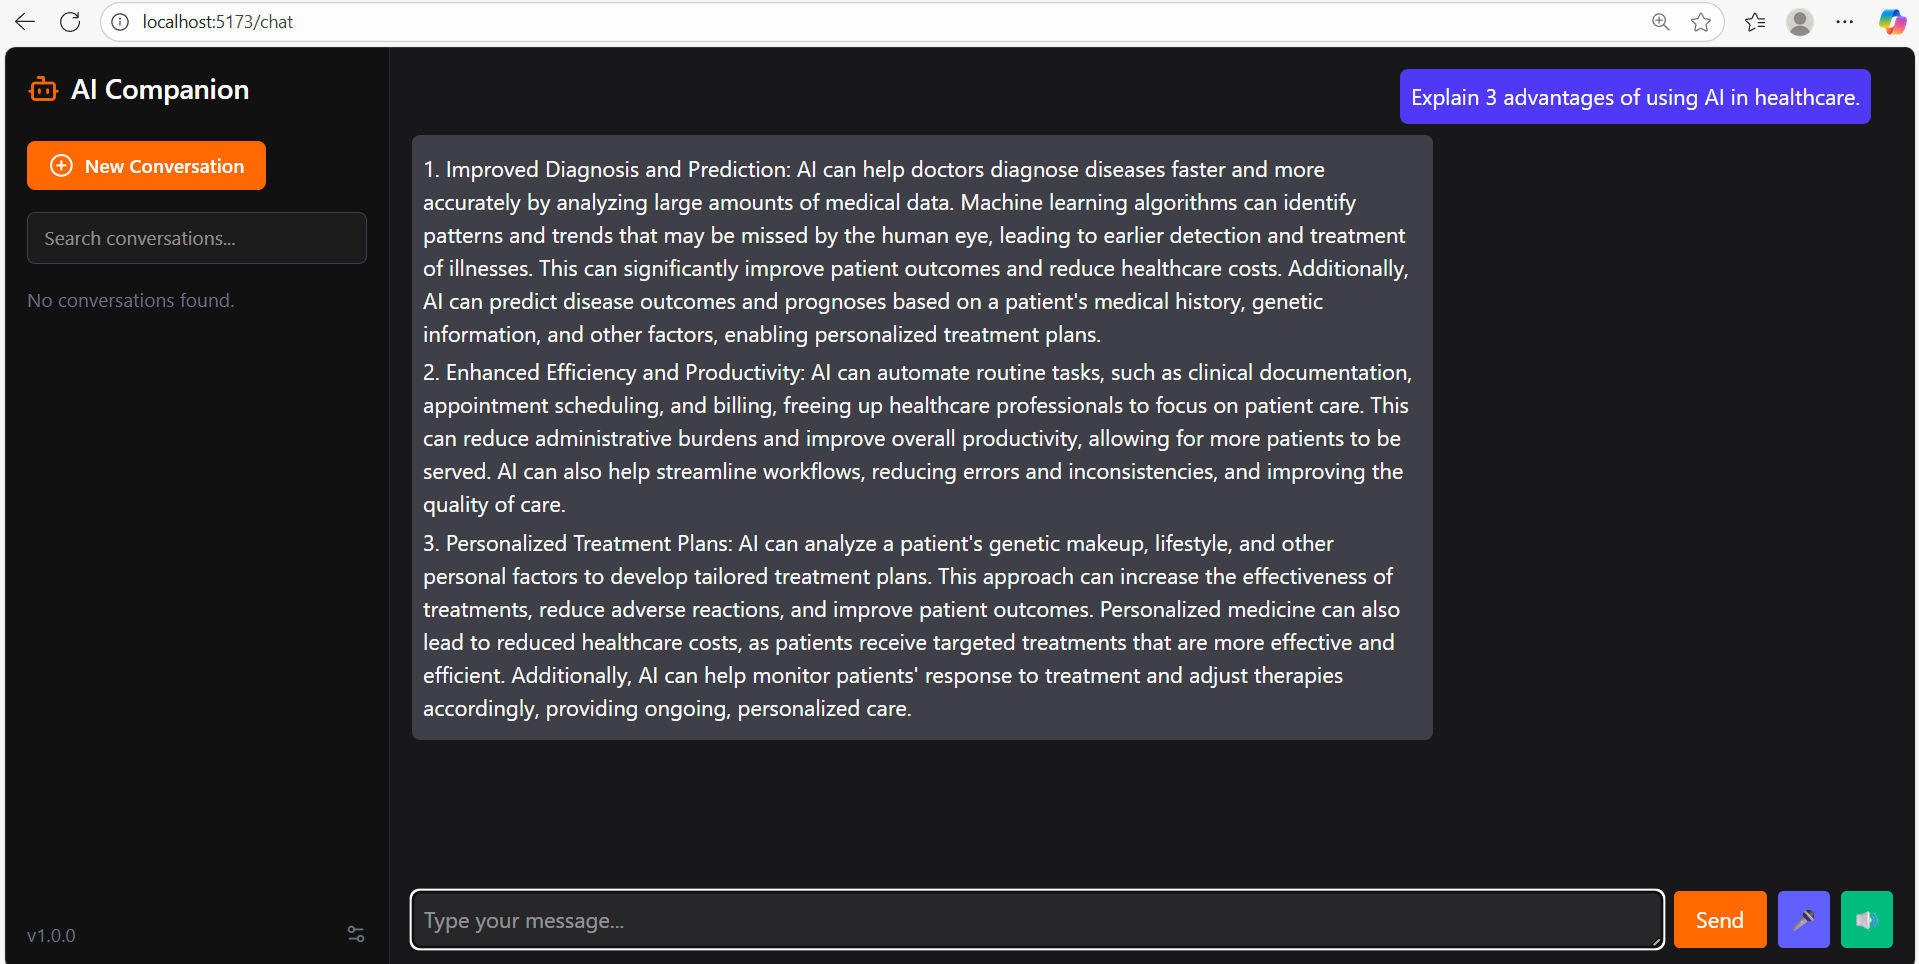 localhost:5173/chat
AI Companion
New Conversation
Search conversations...
No conversations found.
v1.0.0
Explain 3 advantages of using AI in healthcare.
1. Improved Diagnosis and Prediction: AI can help doctors diagnose diseases faster and more
accurately by analyzing large amounts of medical data. Machine learning algorithms can identify
patterns and trends that may be missed by the human eye, leading to earlier detection and treatment
of illnesses. This can significantly improve patient outcomes and reduce healthcare costs. Additionally,
AI can predict disease outcomes and prognoses based on a patient's medical history, genetic
information, and other factors, enabling personalized treatment plans.
2. Enhanced Efficiency and Productivity: AI can automate routine tasks, such as clinical documentation,
appointment scheduling, and billing, freeing up healthcare professionals to focus on patient care. This
can reduce administrative burdens and improve overall productivity, allowing for more patients to be
served. AI can also help streamline workflows, reducing errors and inconsistencies, and improving the
quality of care.
3. Personalized Treatment Plans: AI can analyze a patient's genetic makeup, lifestyle, and other
personal factors to develop tailored treatment plans. This approach can increase the effectiveness of
treatments, reduce adverse reactions, and improve patient outcomes. Personalized medicine can also
lead to reduced healthcare costs, as patients receive targeted treatments that are more effective and
efficient. Additionally, AI can help monitor patients' response to treatment and adjust therapies
accordingly, providing ongoing, personalized care.
Type your message...
Send